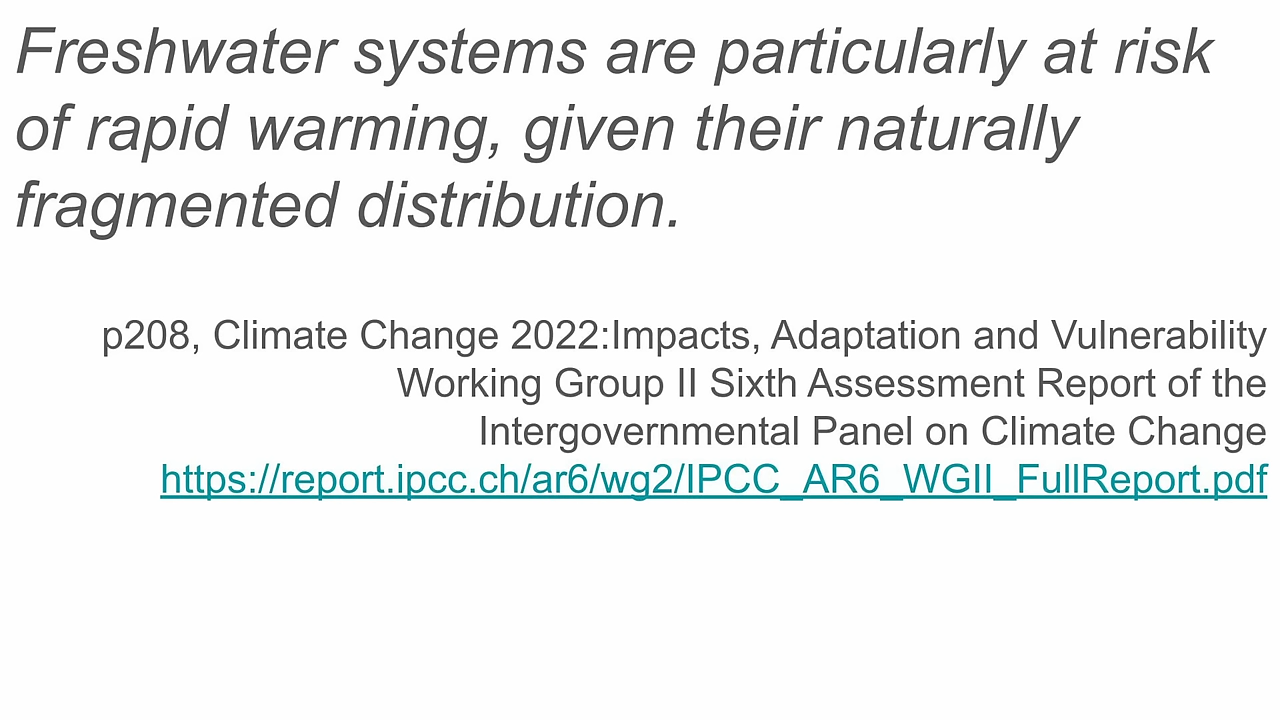 Freshwater systems are particularly at risk
of rapid warming, given their naturally
fragmented distribution.
p208, Climate Change 2022:Impacts, Adaptation and Vulnerability
Working Group II Sixth Assessment Report of the
Intergovernmental Panel on Climate Change
https://report.ipcc.ch/ar6/wg2/IPCC_AR6_WGII_FullReport.pdf